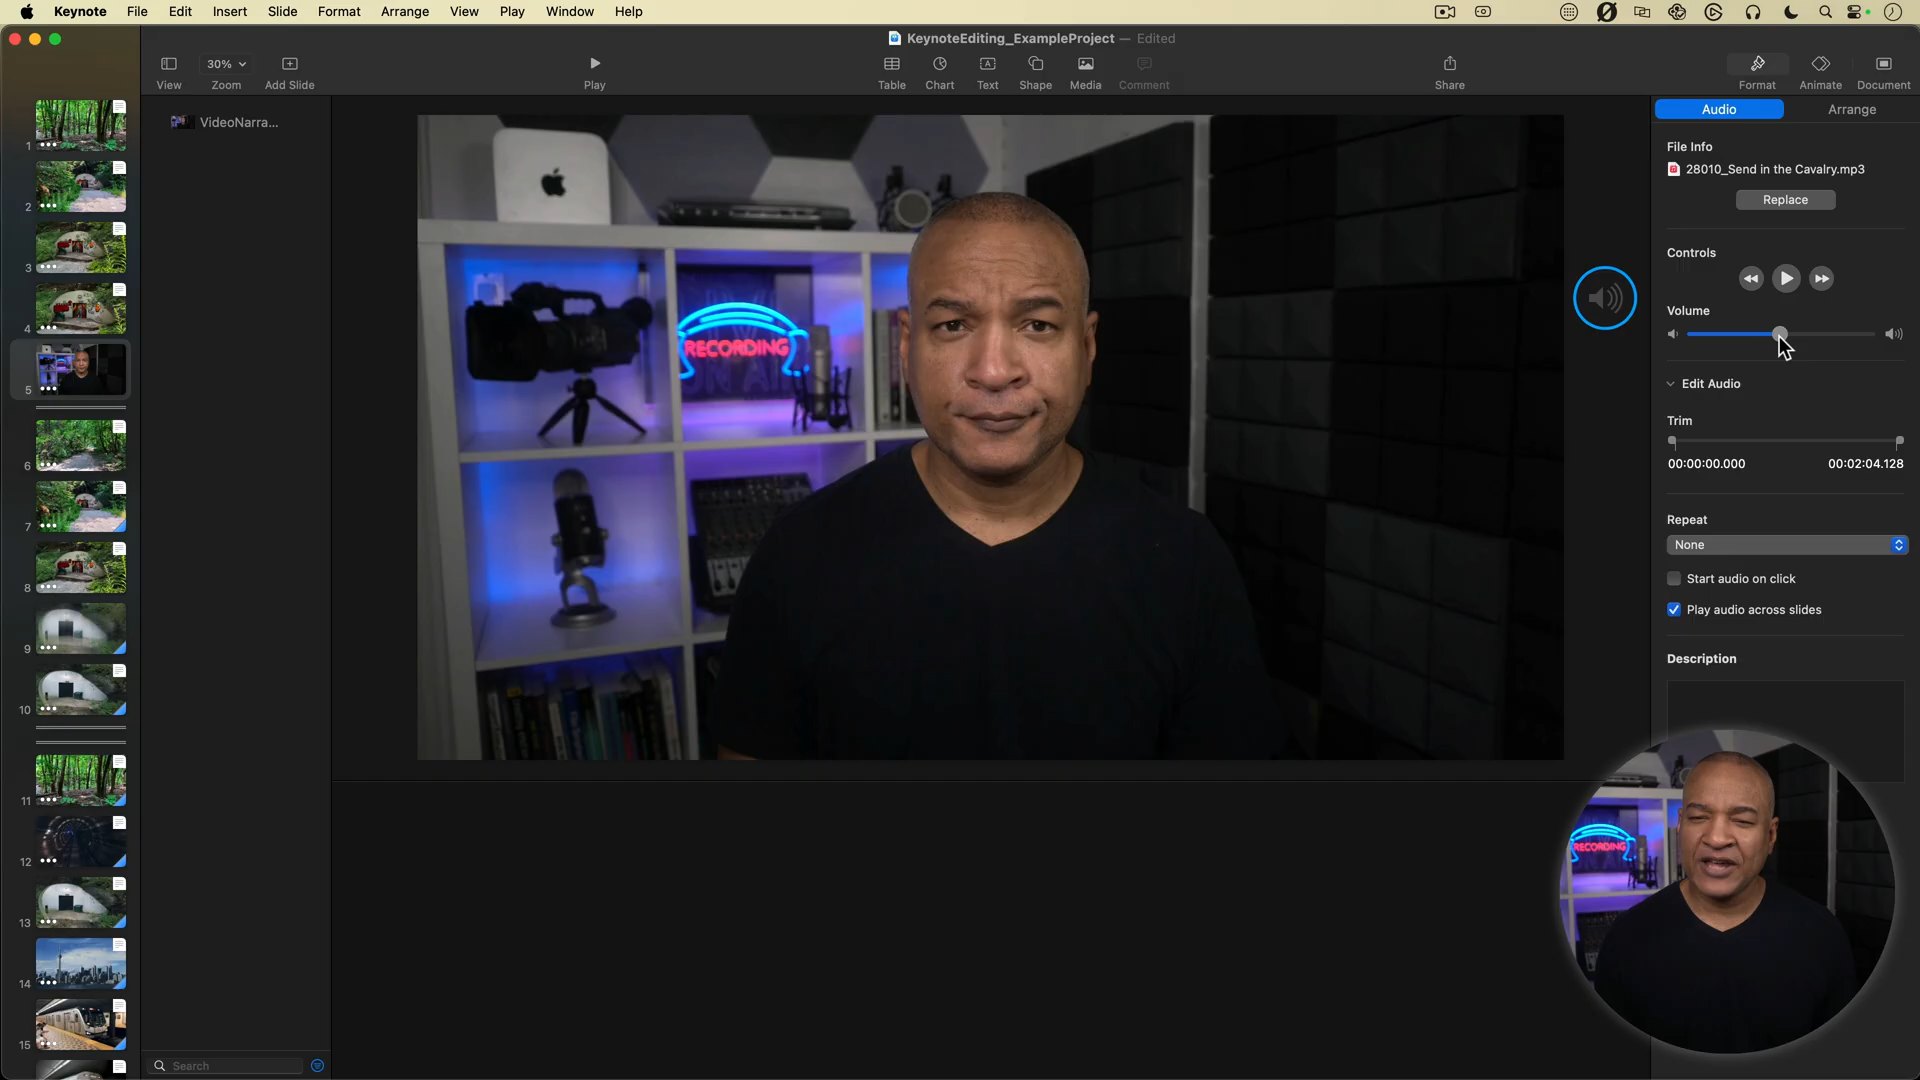 Keynote File Edit Insert Slide Format Arrange View Play Window Help
KeynoteEditing_ExampleProject — Edited
30%
View Zoom Add Slide Play Table Chart Text Shape Media Comment Share Format Animate Document
VideoNarra...
Audio Arrange
File Info
28010_Send in the Cavalry.mp3
Replace
Controls
Volume
Edit Audio
Trim
00:00:00.000 00:02:04.128
Repeat
None
Start audio on click
Play audio across slides
Description
RECORDING
ON AIR
RECORDING
1
2
3
4
5
6
7
8
9
10
11
12
13
14
15
Search